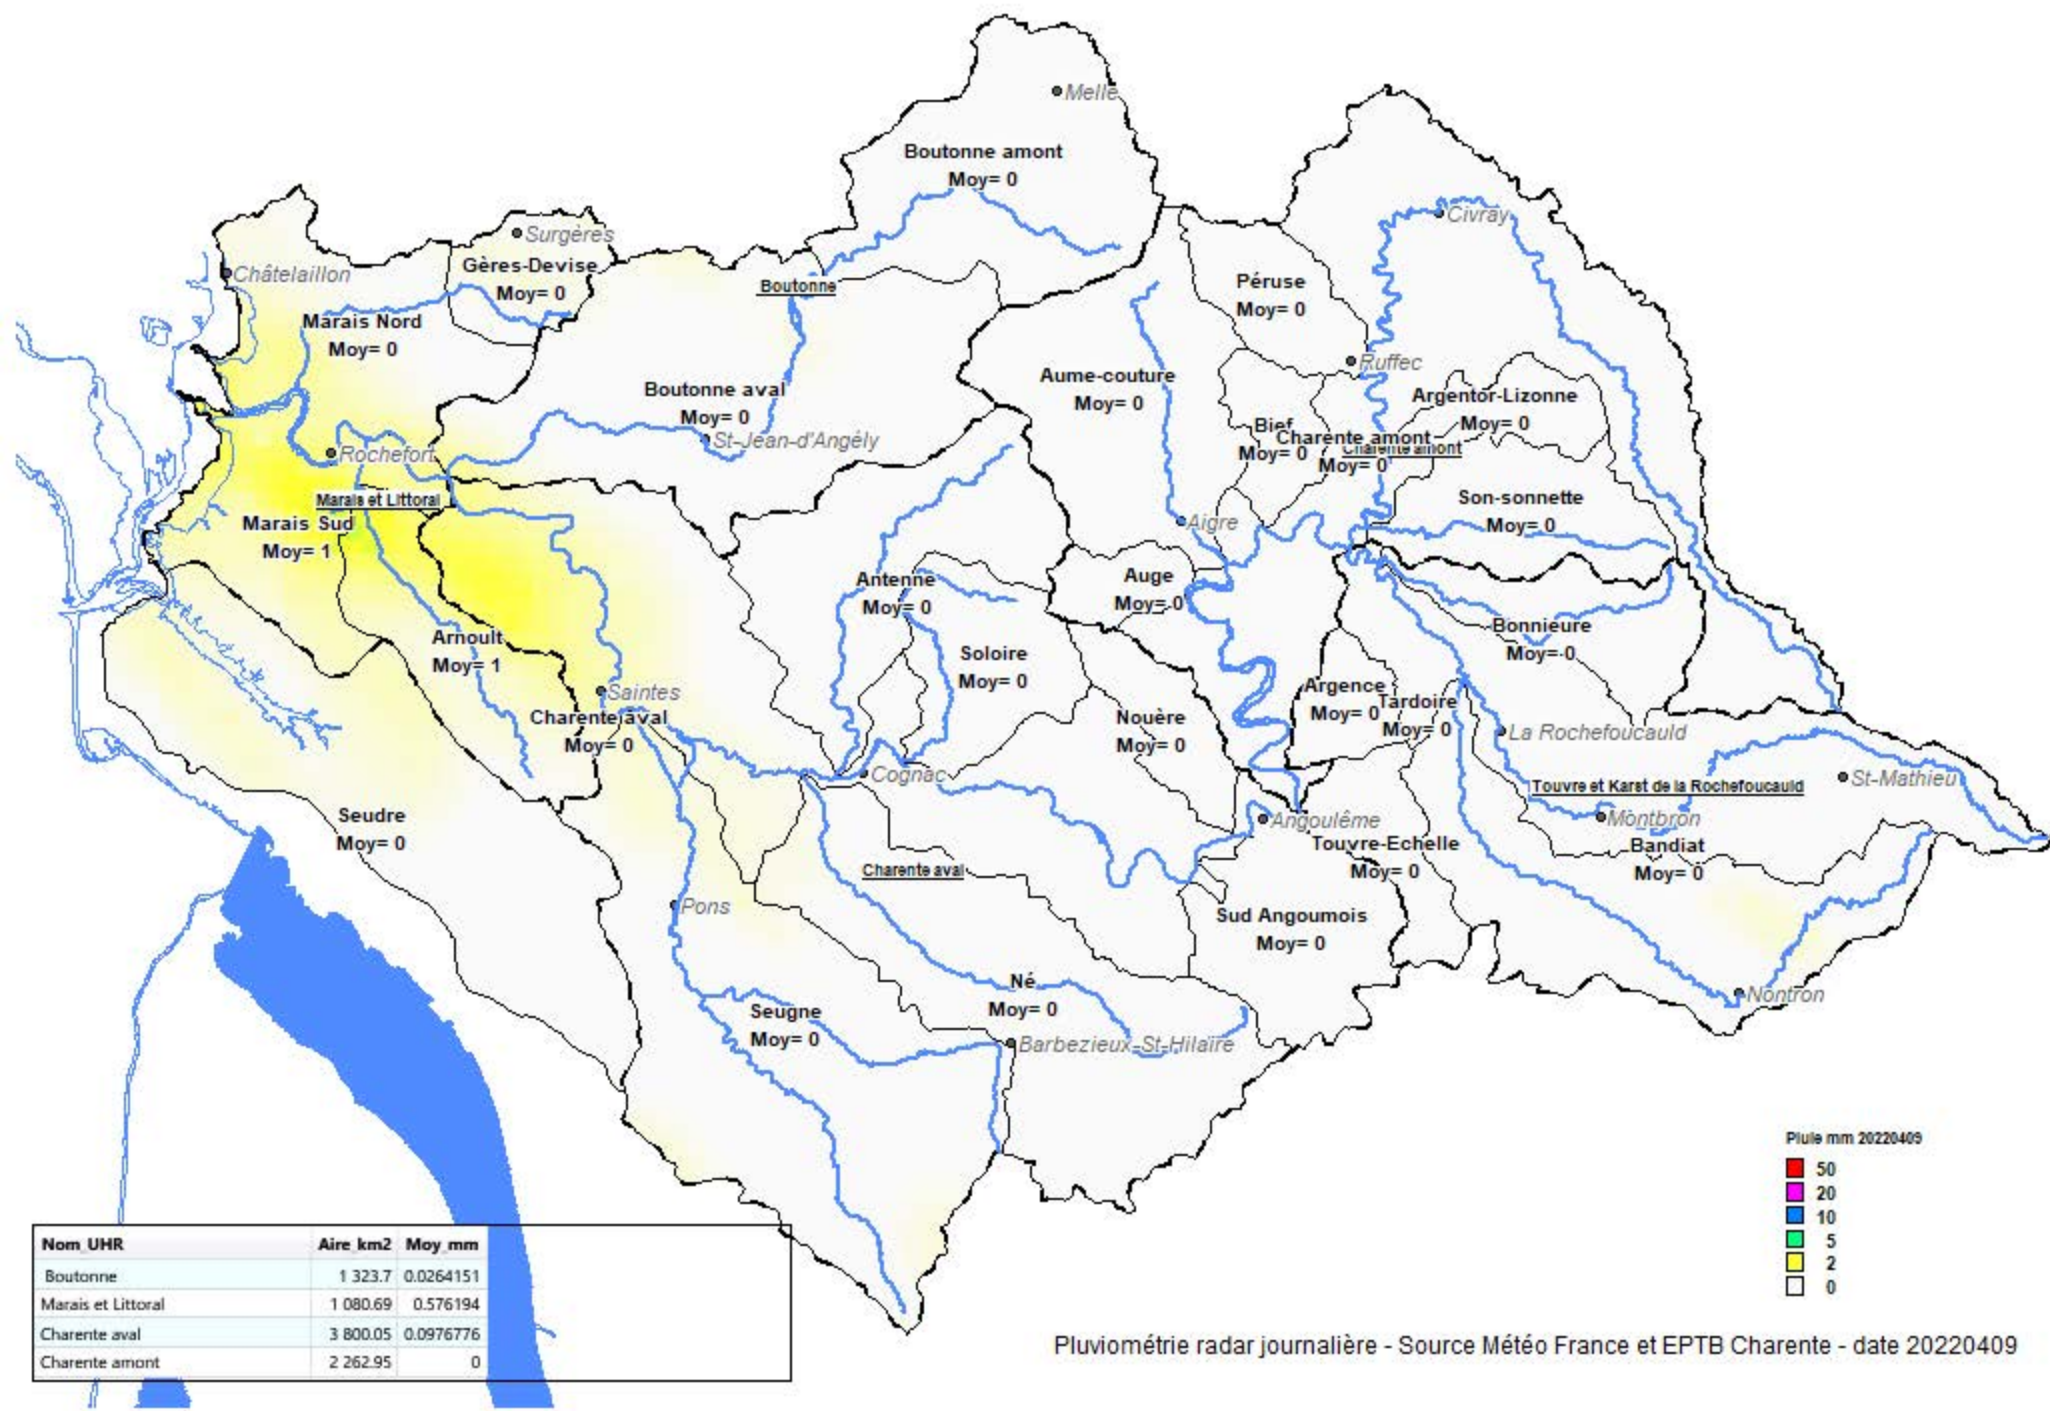 Melle
Boutonne amont
Moy= 0
Civray
Surgères
Gères-Devise
Moy= 0
Châtelaillon
Boutonne
Péruse
Moy= 0
Marais Nord
Moy= 0
Ruffec
Aume-couture
Moy= 0
Boutonne aval
Moy= 0
Argentor-Lizonne
Moy= 0
St-Jean-d'Angély
Bief
Moy= 0
Charente amont
Moy= 0
Charente amont
Rochefort
Marais et Littoral
Marais Sud
Moy= 1
Son-sonnette
Moy= 0
Aigre
Antenne
Moy= 0
Auge
Moy= 0
Arnoult
Moy= 1
Soloire
Moy= 0
Bonnieure
Moy= 0
Saintes
Charente aval
Moy= 0
Nouère
Moy= 0
Argence
Moy= 0
Tardoire
Moy= 0
La Rochefoucauld
Cognac
Touvre et Karst de la Rochefoucauld
St-Mathieu
Seudre
Moy= 0
Angoulême
Montbron
Touvre-Echelle
Moy= 0
Bandiat
Moy= 0
Charente aval
Pons
Sud Angoumois
Moy= 0
Né
Moy= 0
Nontron
Seugne
Moy= 0
Barbezieux-St-Hilaire
Pluie mm 20220409
50
20
10
5
2
0
Nom_UHR Aire_km2 Moy_mm
Boutonne 1 323.7 0.0264151
Marais et Littoral 1 080.69 0.576194
Charente aval 3 800.05 0.0976776
Charente amont 2 262.95 0
Pluviométrie radar journalière - Source Météo France et EPTB Charente - date 20220409